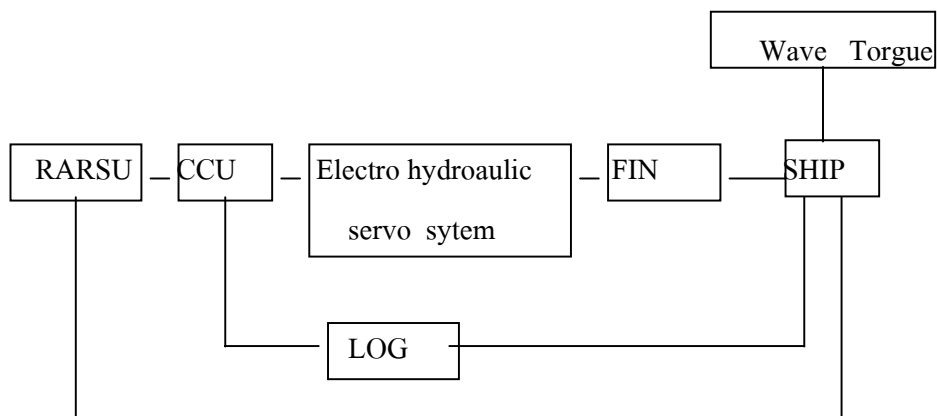 Wave Torgue
RARSU
CCU
Electro hydroaulic
servo sytem
FIN
SHIP
LOG